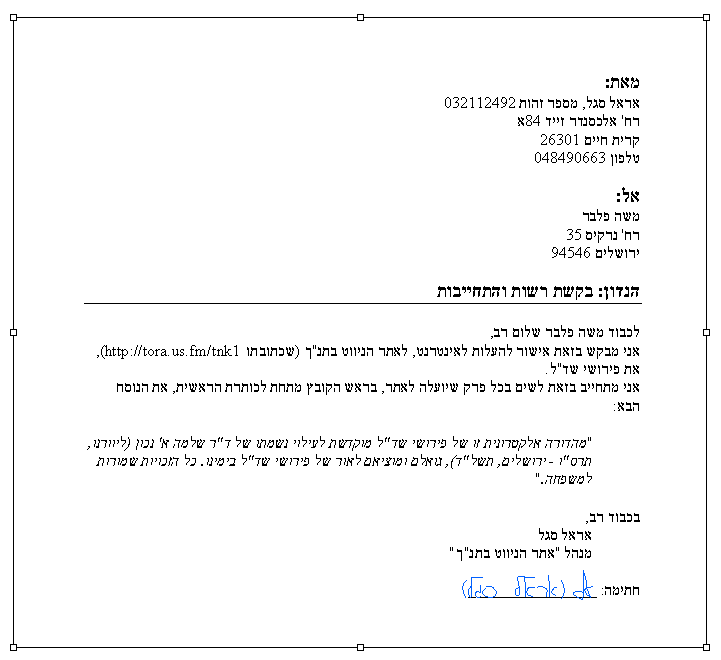 מאת:
אראל סגל, מספר זהות 032112492
רח' אלכסנדר זייד 84א
קרית חיים 26301
טלפון 048490663
אל:
משה פלבר
רח' נרקיס 35
ירושלים 94546
הנדון: בקשת רשות והתחייבות
לכבוד משה פלבר שלום רב,
אני מבקש בזאת אישור להעלות לאינטרנט, לאתר הניווט בתנ"ך (שכתובתו http://tora.us.fm/tnk1),
את פירושי שד"ל.
אני מתחייב בזאת לשים בכל פרק שיועלה לאתר, בראש הקובץ מתחת לכותרת הראשית, את הנוסח
הבא:
"מהדורה אלקטרונית זו של פירושי שד"ל מוקדשת לעילוי נשמתו של ד"ר שלמה א' נכון (ליוורנו,
תרס"ו - ירושלים, תשל"ד), גואלם ומוציאם לאור של פירושי שד"ל בימינו. כל הזכויות שמורות
למשפחה."
בכבוד רב,
אראל סגל
מנהל "אתר הניווט בתנ"ך"
חתימה: (אראל סגל)